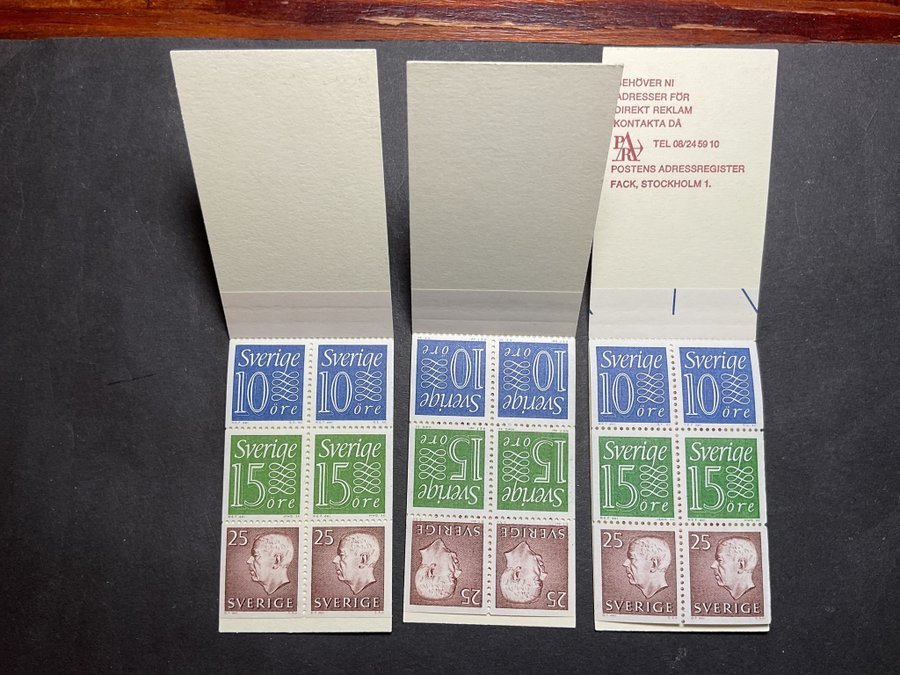 BEHÖVER NI
ADRESSER FÖR
DIREKT REKLAM
KONTAKTA DÅ
PAR TEL 08/24 59 10
POSTENS ADRESSREGISTER
FACK, STOCKHOLM 1.
Sverige Sverige
10 10
öre öre
Sverige Sverige
15 15
öre öre
25 25
SVERIGE SVERIGE
Sverige Sverige
10 10
öre öre
Sverige Sverige
15 15
öre öre
25 25
SVERIGE SVERIGE
Sverige Sverige
10 10
öre öre
Sverige Sverige
15 15
öre öre
25 25
SVERIGE SVERIGE